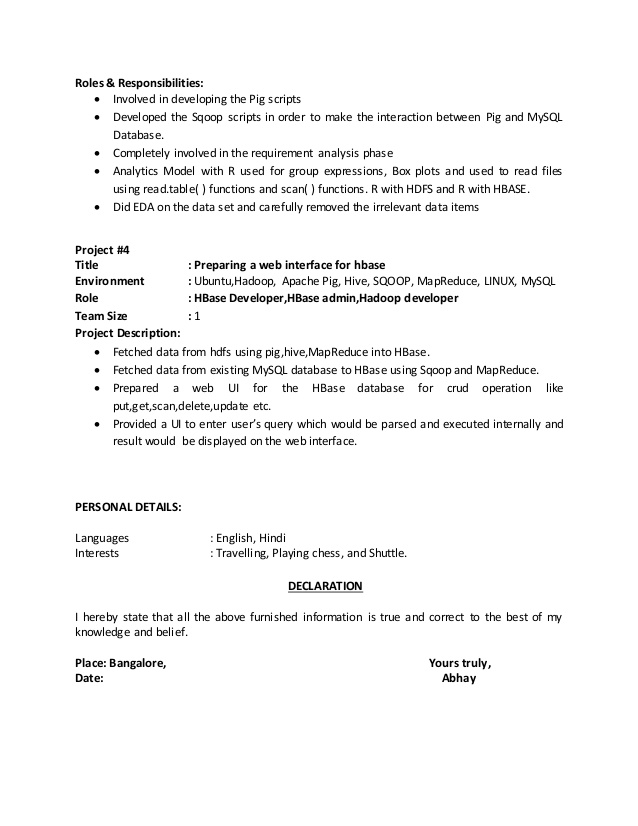 Roles & Responsibilities:
• Involved in developing the Pig scripts
• Developed the Sqoop scripts in order to make the interaction between Pig and MySQL
Database.
• Completely involved in the requirement analysis phase
• Analytics Model with R used for group expressions, Box plots and used to read files
using read.table( ) functions and scan( ) functions. R with HDFS and R with HBASE.
• Did EDA on the data set and carefully removed the irrelevant data items
Project #4
Title : Preparing a web interface for hbase
Environment : Ubuntu,Hadoop, Apache Pig, Hive, SQOOP, MapReduce, LINUX, MySQL
Role : HBase Developer,HBase admin,Hadoop developer
Team Size : 1
Project Description:
• Fetched data from hdfs using pig,hive,MapReduce into HBase.
• Fetched data from existing MySQL database to HBase using Sqoop and MapReduce.
• Prepared a web UI for the HBase database for crud operation like
put,get,scan,delete,update etc.
• Provided a UI to enter user’s query which would be parsed and executed internally and
result would be displayed on the web interface.
PERSONAL DETAILS:
Languages : English, Hindi
Interests : Travelling, Playing chess, and Shuttle.
DECLARATION
I hereby state that all the above furnished information is true and correct to the best of my
knowledge and belief.
Place: Bangalore, Yours truly,
Date: Abhay